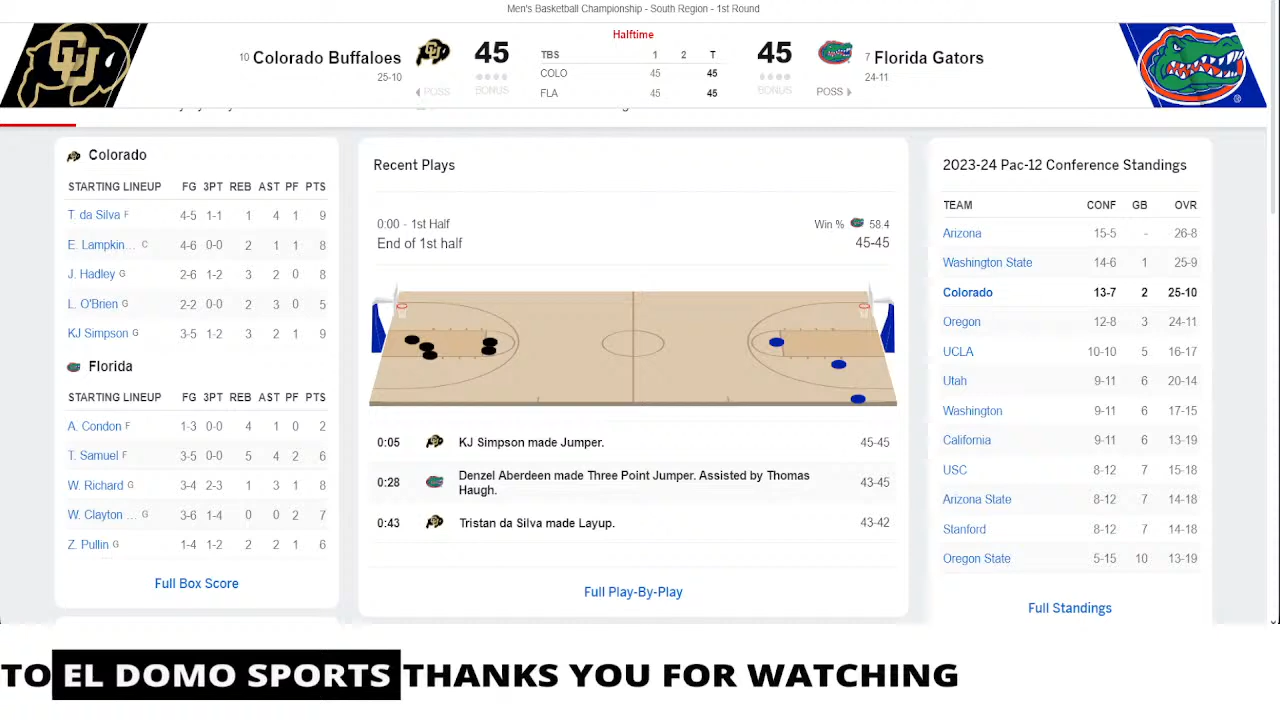 Men's Basketball Championship - South Region - 1st Round
10 Colorado Buffaloes
25-10
45
POSS
BONUS
Halftime
TBS 1 2 T
COLO 45 45
FLA 45 45
45
BONUS
POSS
7 Florida Gators
24-11
Colorado
STARTING LINEUP FG 3PT REB AST PF PTS
T. da Silva F 4-5 1-1 1 4 1 9
E. Lampkin... C 4-6 0-0 2 1 1 8
J. Hadley G 2-6 1-2 3 2 0 8
L. O'Brien G 2-2 0-0 2 3 0 5
KJ Simpson G 3-5 1-2 3 2 1 9
Florida
STARTING LINEUP FG 3PT REB AST PF PTS
A. Condon F 1-3 0-0 4 1 0 2
T. Samuel F 3-5 0-0 5 4 2 6
W. Richard G 3-4 2-3 1 3 1 8
W. Clayton ... G 3-6 1-4 0 0 2 7
Z. Pullin G 1-4 1-2 2 2 1 6
Full Box Score
Recent Plays
0:00 - 1st Half Win % 58.4
End of 1st half 45-45
0:05 KJ Simpson made Jumper. 45-45
0:28 Denzel Aberdeen made Three Point Jumper. Assisted by Thomas
Haugh. 43-45
0:43 Tristan da Silva made Layup. 43-42
Full Play-By-Play
2023-24 Pac-12 Conference Standings
TEAM CONF GB OVR
Arizona 15-5 - 26-8
Washington State 14-6 1 25-9
Colorado 13-7 2 25-10
Oregon 12-8 3 24-11
UCLA 10-10 5 16-17
Utah 9-11 6 20-14
Washington 9-11 6 17-15
California 9-11 6 13-19
USC 8-12 7 15-18
Arizona State 8-12 7 14-18
Stanford 8-12 7 14-18
Oregon State 5-15 10 13-19
Full Standings
TO EL DOMO SPORTS THANKS YOU FOR WATCHING